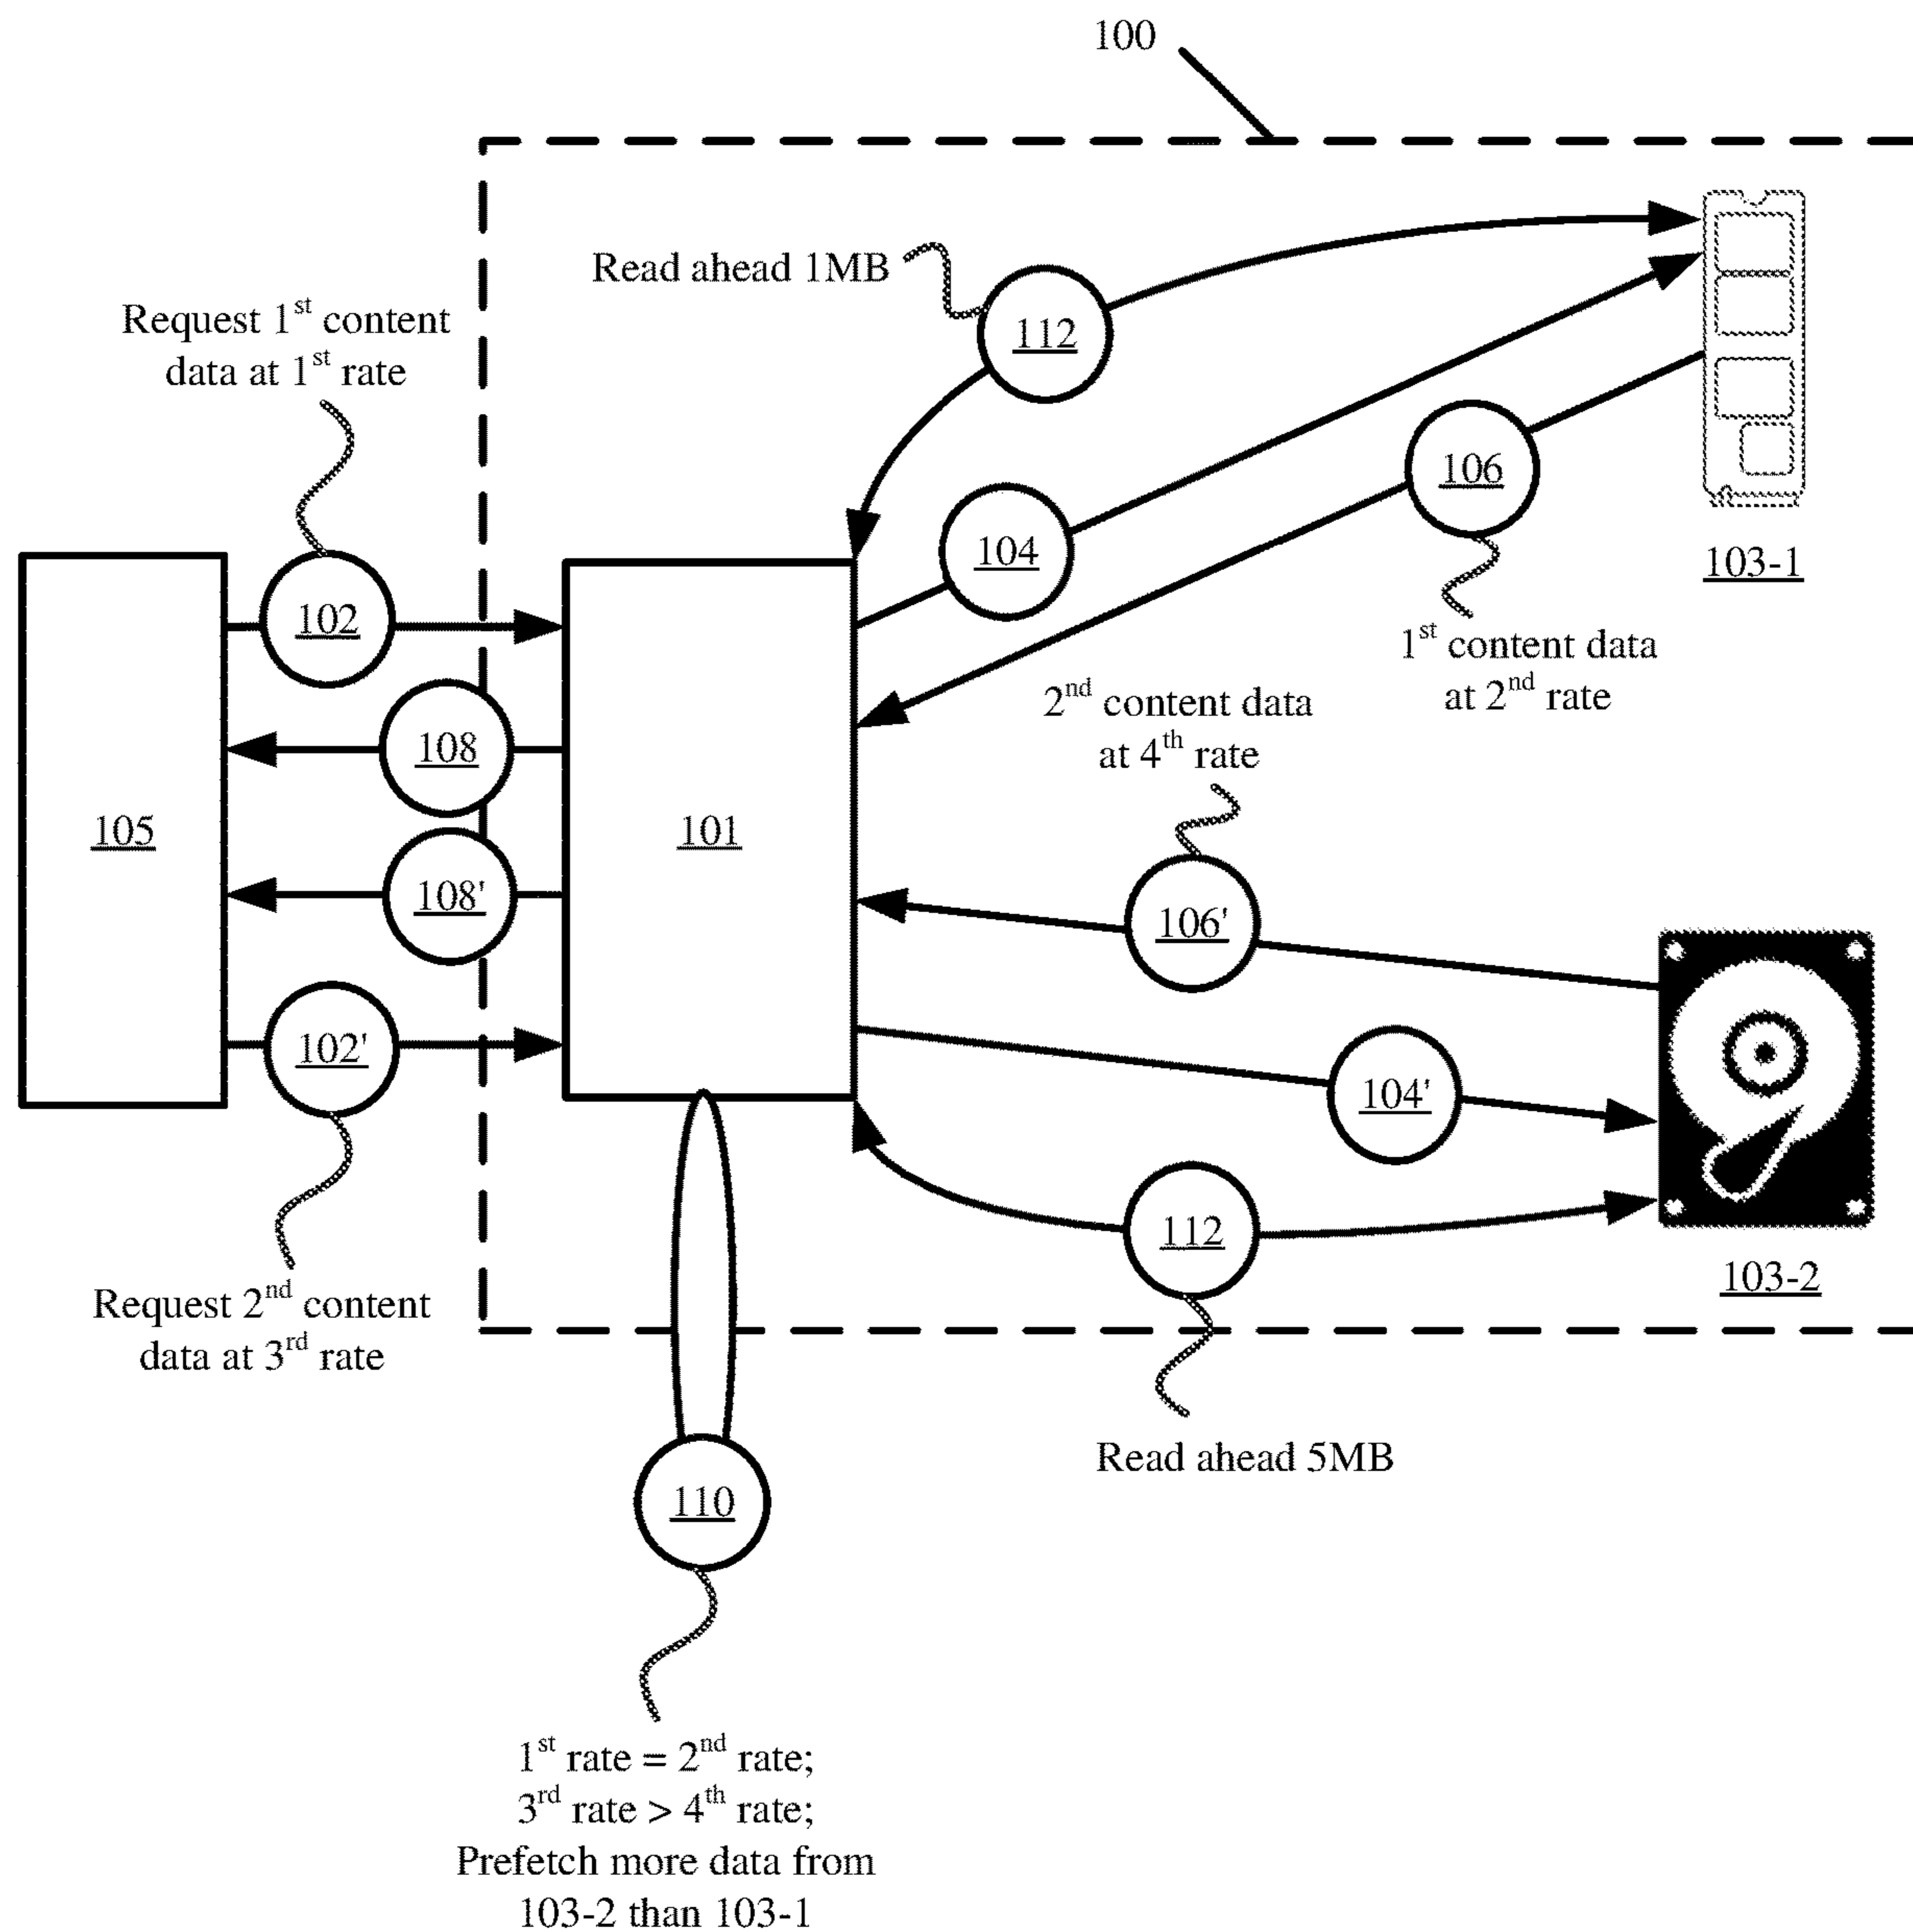 100
Read ahead 1MB
112
Request 1st content
data at 1st rate
106
104
103-1
102
1st content data
at 2nd rate
2nd content data
at 4th rate
108
105
101
108'
106'
102'
104'
112
103-2
Request 2nd content
data at 3rd rate
Read ahead 5MB
110
1st rate = 2nd rate;
3rd rate > 4th rate;
Prefetch more data from
103-2 than 103-1